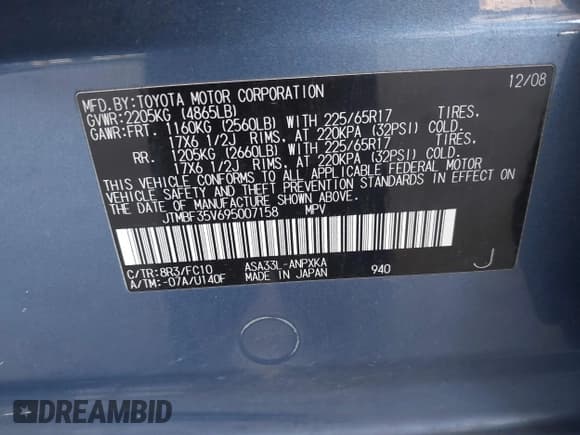 12/08
MFD.BY:TOYOTA MOTOR CORPORATION
GVWR:2205KG (4865LB)
GAWR:FRT. 1160KG (2560LB) WITH 225/65R17 TIRES,
17X6 1/2J RIMS, AT 220KPA (32PSI) COLD.
RR. 1205KG (2660LB) WITH 225/65R17 TIRES,
17X6 1/2J RIMS, AT 220KPA (32PSI) COLD.
THIS VEHICLE CONFORMS TO ALL APPLICABLE FEDERAL MOTOR
VEHICLE SAFETY AND THEFT PREVENTION STANDARDS IN EFFECT
ON THE DATE OF MANUFACTURE SHOWN ABOVE.
JTMBF35V695007158 MPV
C/TR:8R3/FC10 ASA33L-ANPXKA
A/TM:-07A/U140F MADE IN JAPAN 940 J
DREAMBID